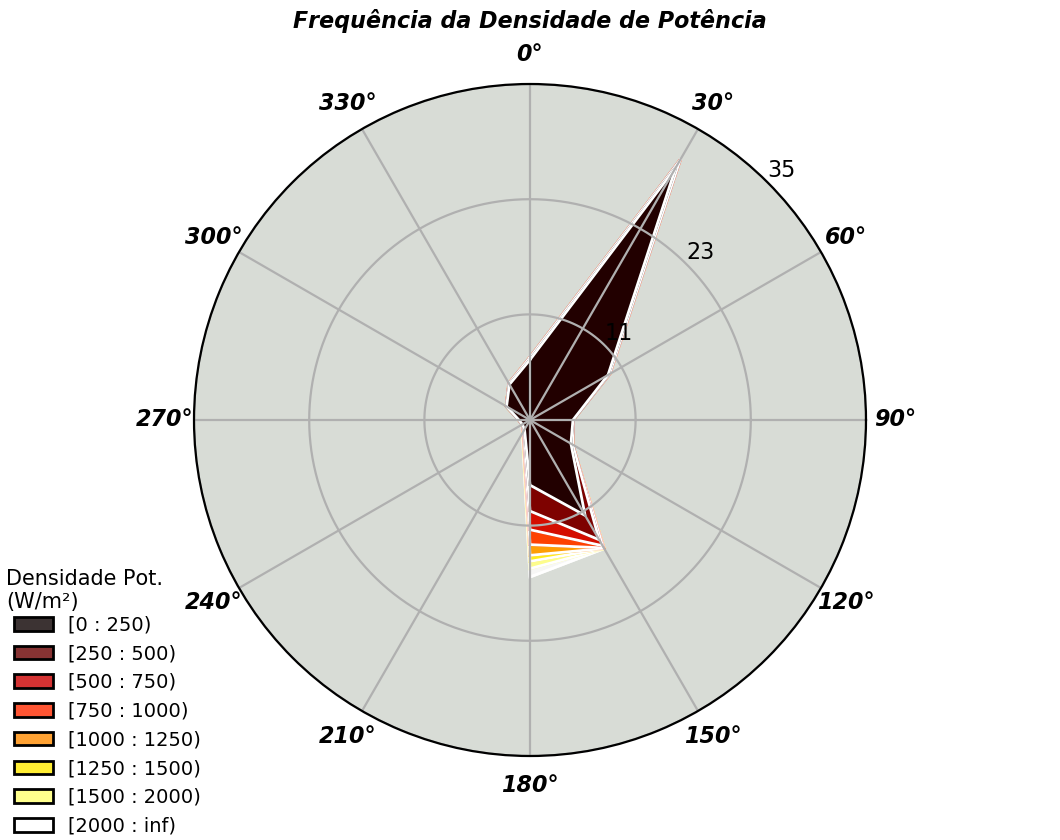 Frequência da Densidade de Potência
0°
330°
30°
35
300°
60°
23
11
270°
90°
240°
120°
210°
150°
180°
Densidade Pot.
(W/m²)
[0 : 250)
[250 : 500)
[500 : 750)
[750 : 1000)
[1000 : 1250)
[1250 : 1500)
[1500 : 2000)
[2000 : inf)